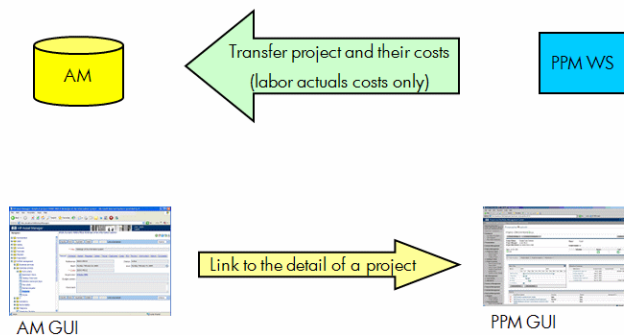 Transfer project and their costs
AM
PPM WS
(labor actuals costs only)
Link to the detail of a project
AM GUI
PPM GUI